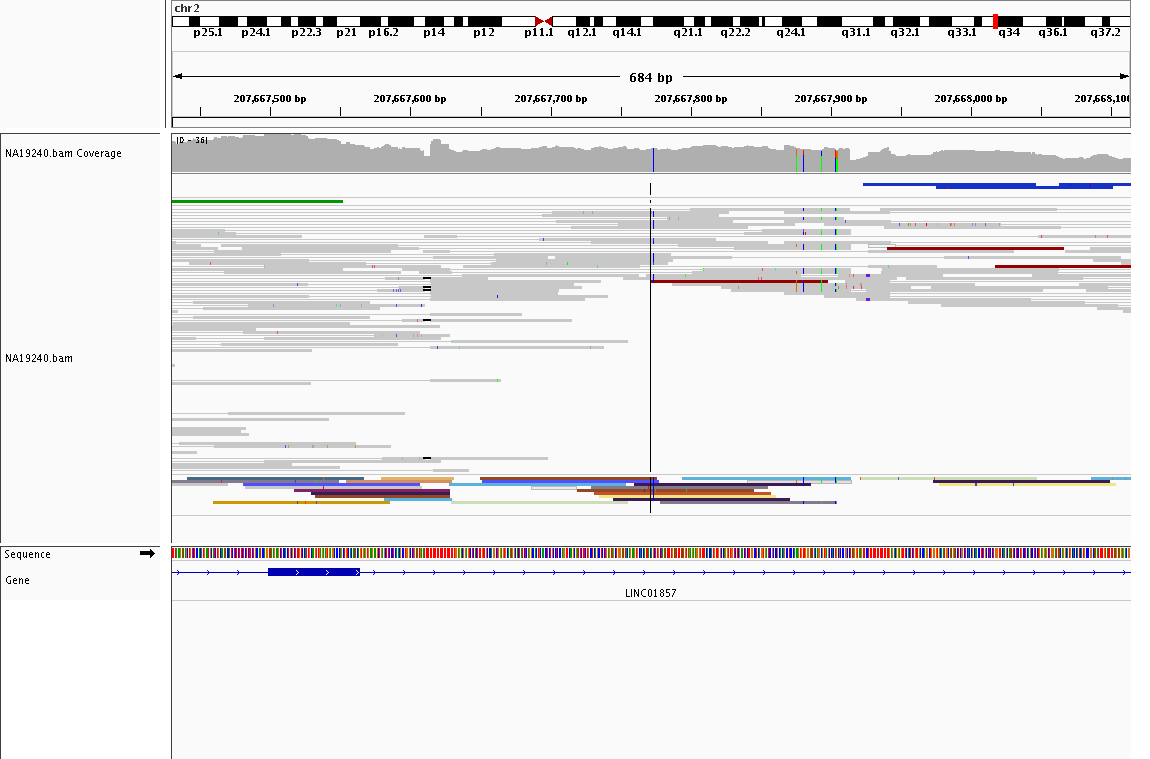 chr2
p25.1 p24.1 p22.3 p21 p16.2 p14 p12 p11.1 q12.1 q14.1 q21.1 q22.2 q24.1 q31.1 q32.1 q33.1 q34 q36.1 q37.2
684 bp
207,667,500 bp 207,667,600 bp 207,667,700 bp 207,667,800 bp 207,667,900 bp 207,668,000 bp 207,668,100
NA19240.bam Coverage
NA19240.bam
Sequence
Gene
LINC01857